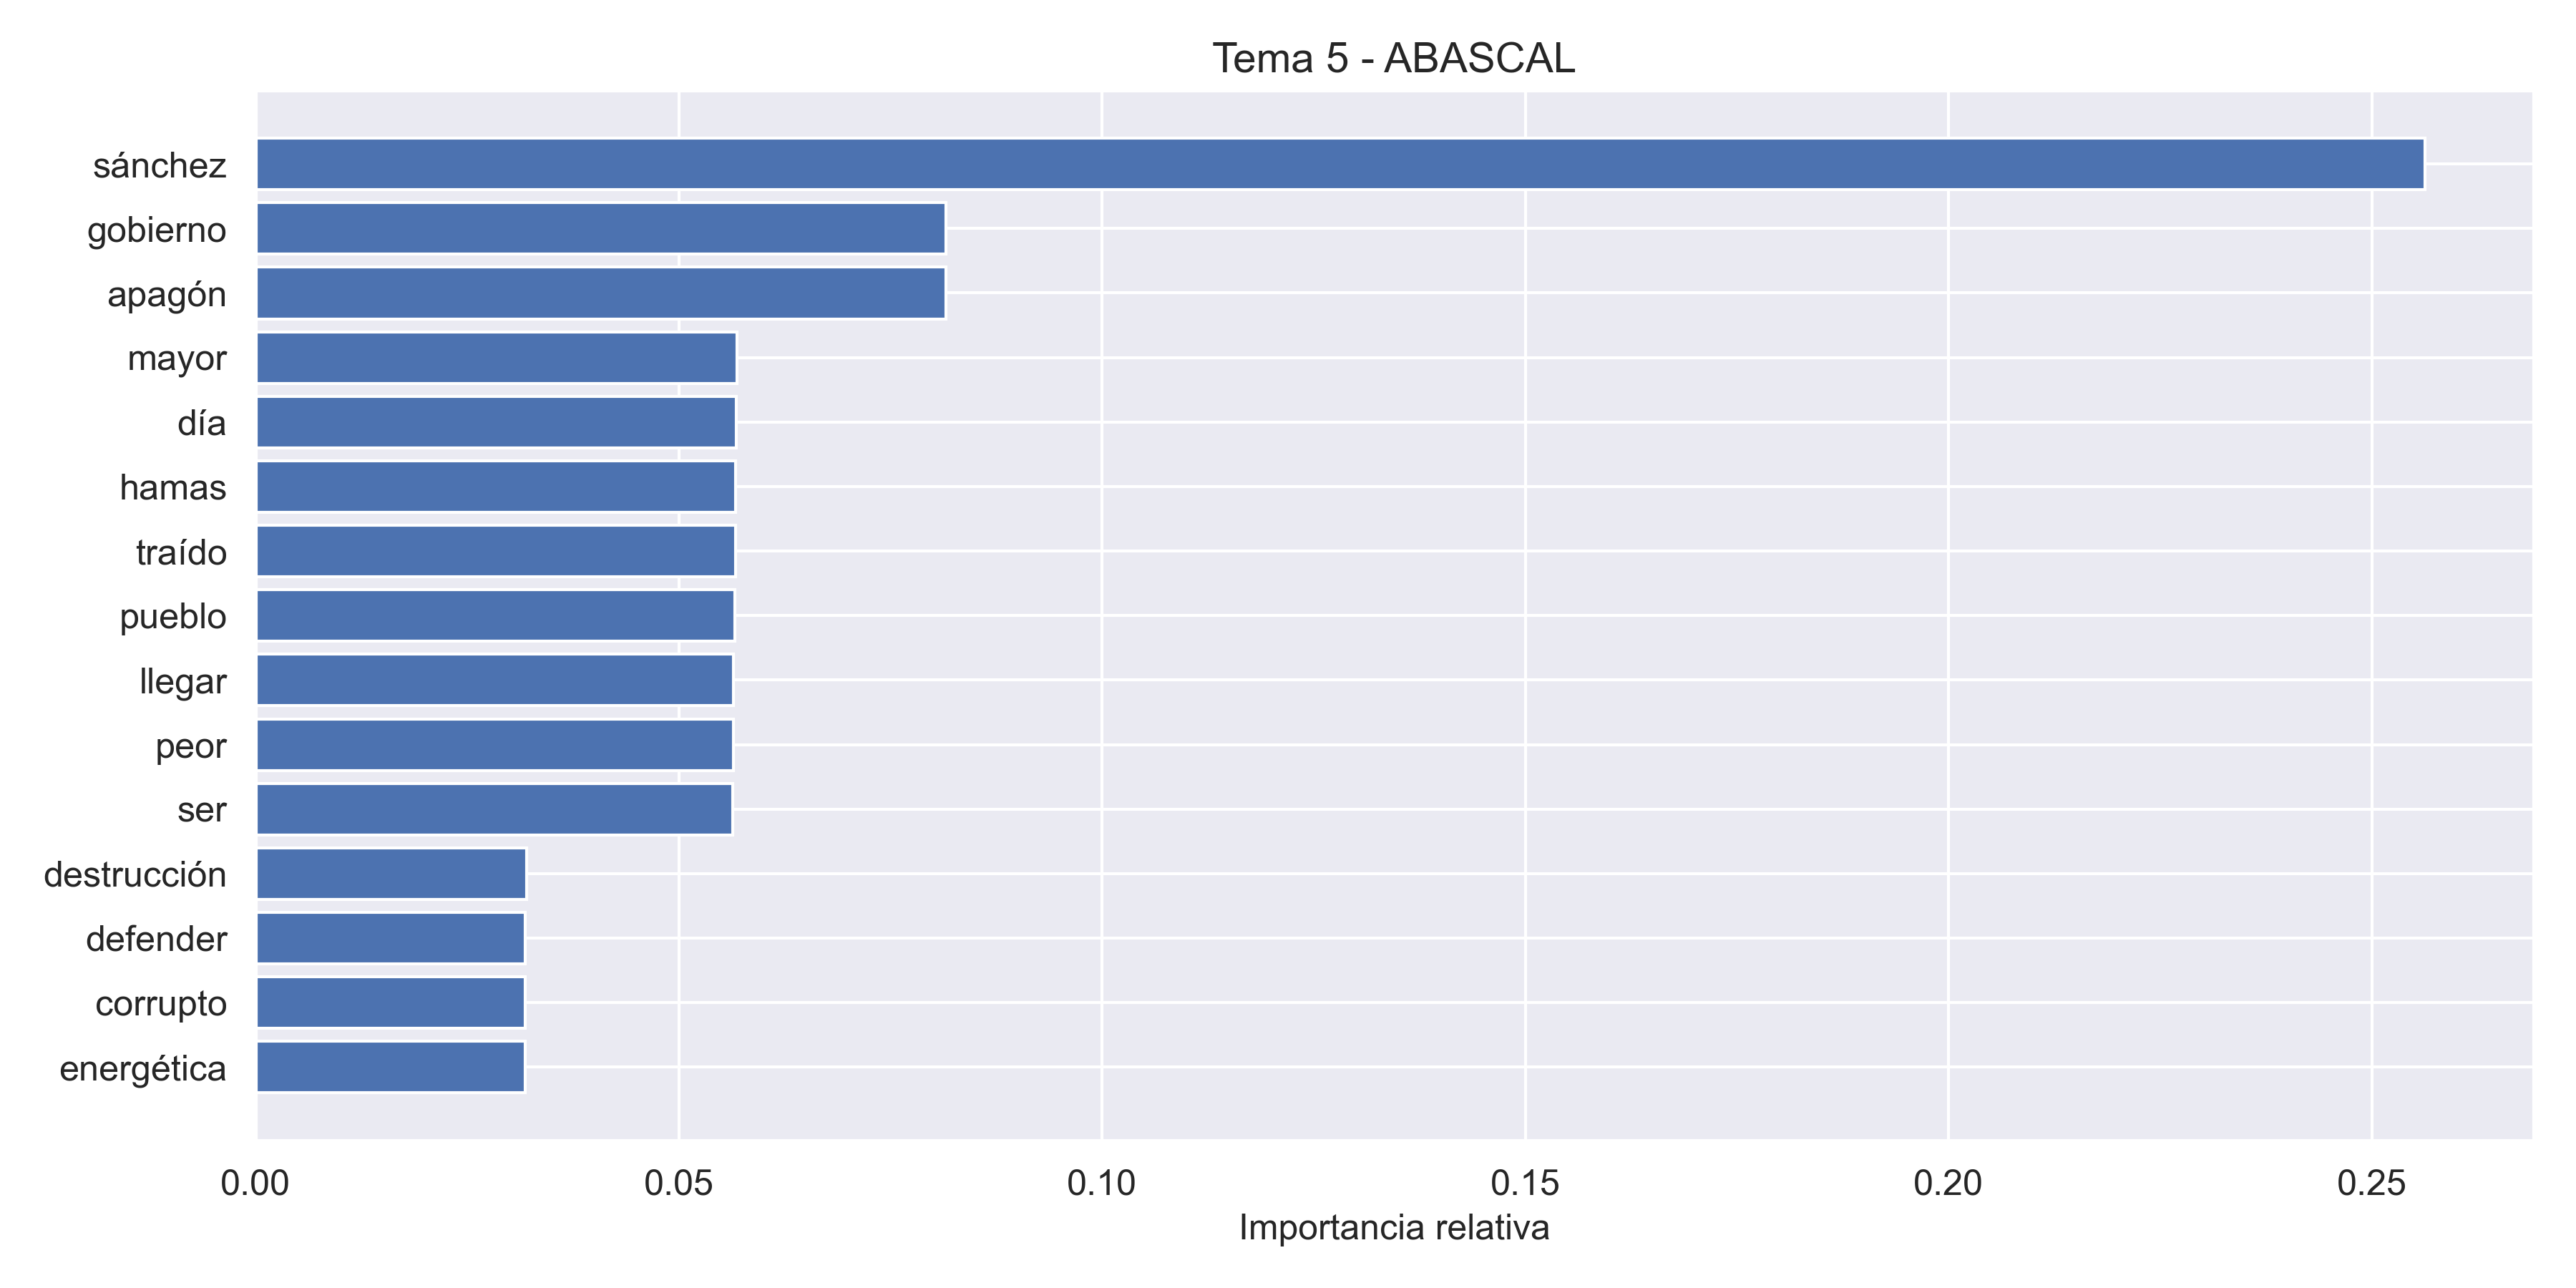 Tema 5 - ABASCAL
sánchez
gobierno
apagón
mayor
día
hamas
traído
pueblo
llegar
peor
ser
destrucción
defender
corrupto
energética
0.00 0.05 0.10 0.15 0.20 0.25
Importancia relativa